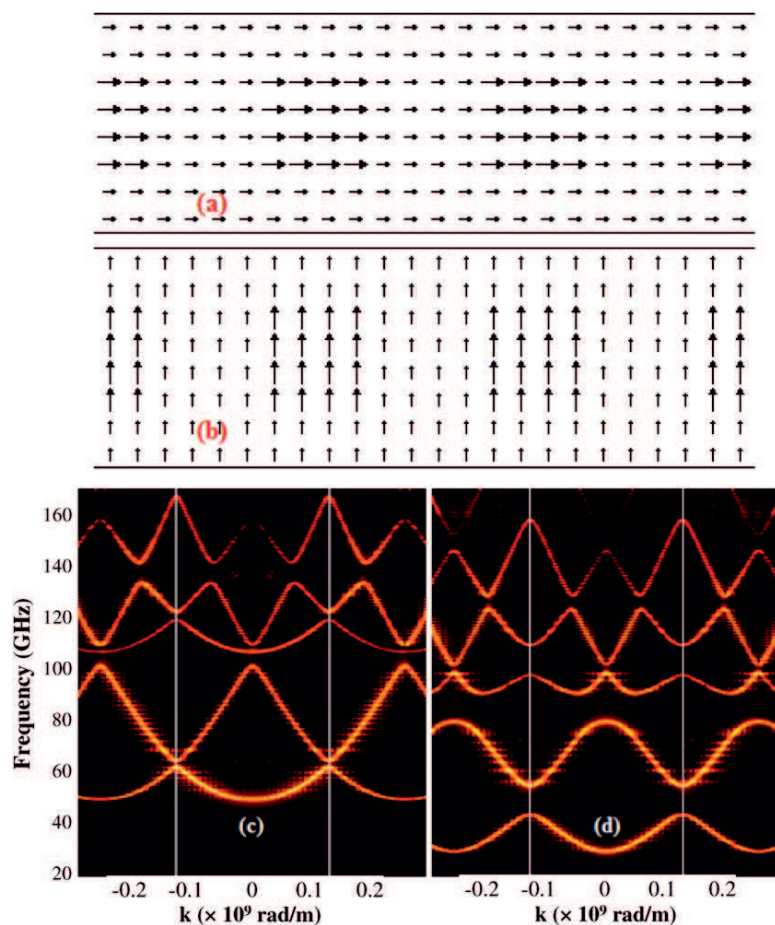 (a)
(b)
160
140
120
100
80
60
40
20
Frequency (GHz)
(c)
(d)
-0.2 -0.1 0 0.1 0.2
-0.2 -0.1 0 0.1 0.2
k (× 10⁹ rad/m)
k (× 10⁹ rad/m)